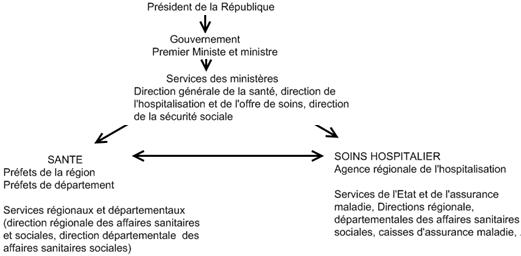 Président de la République
Gouvernement
Premier Ministre et ministre
Services des ministères
Direction générale de la santé, direction de
l'hospitalisation et de l'offre de soins, direction
de la sécurité sociale
SANTE
Préfets de la région
Préfets de département
Services régionaux et départementaux
(direction régionale des affaires sanitaires
et sociales, direction départementale des
affaires sanitaires sociales)
SOINS HOSPITALIER
Agence régionale de l'hospitalisation
Services de l'Etat et de l'assurance
maladie, Directions régionale,
départementales des affaires sanitaires
sociales, caisses d'assurance maladie, .